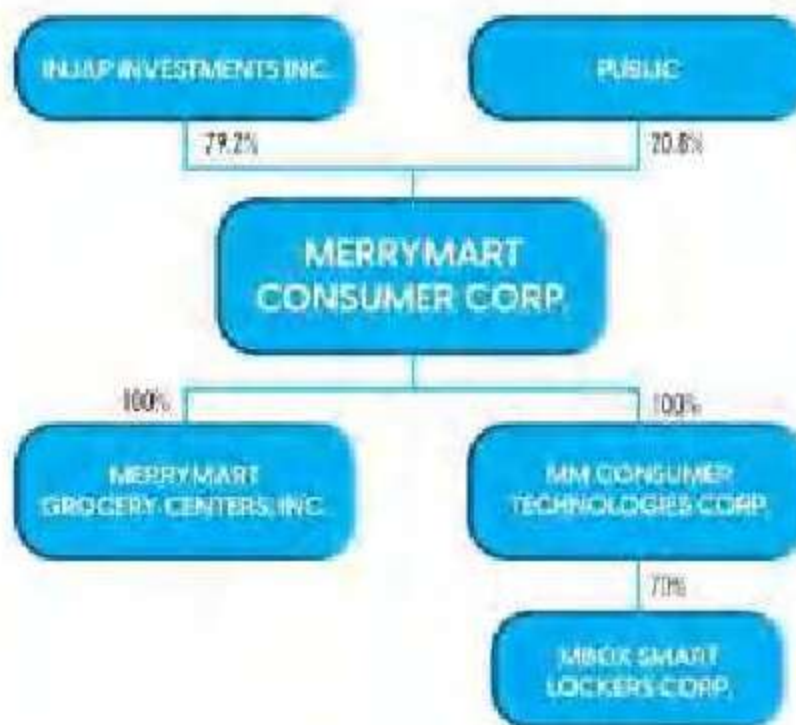 INJAP INVESTMENTS INC.
PUBLIC
79.2%
20.8%
MERRYMART
CONSUMER CORP.
100%
100%
MERRYMART
GROCERY CENTERS, INC.
MM CONSUMER
TECHNOLOGIES CORP.
70%
MBOX SMART
LOCKERS CORP.